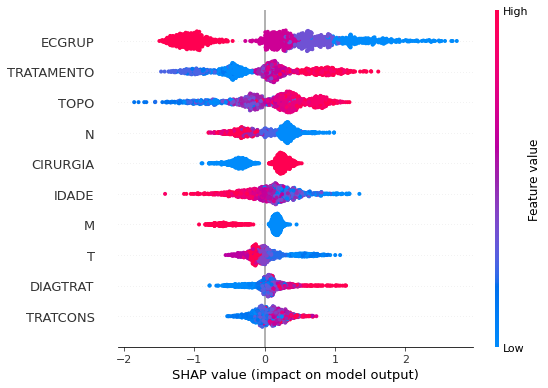 High
ECGRUP
TRATAMENTO
TOPO
N
CIRURGIA
IDADE
M
T
DIAGTRAT
TRATCONS
Feature value
Low
−2 −1 0 1 2
SHAP value (impact on model output)